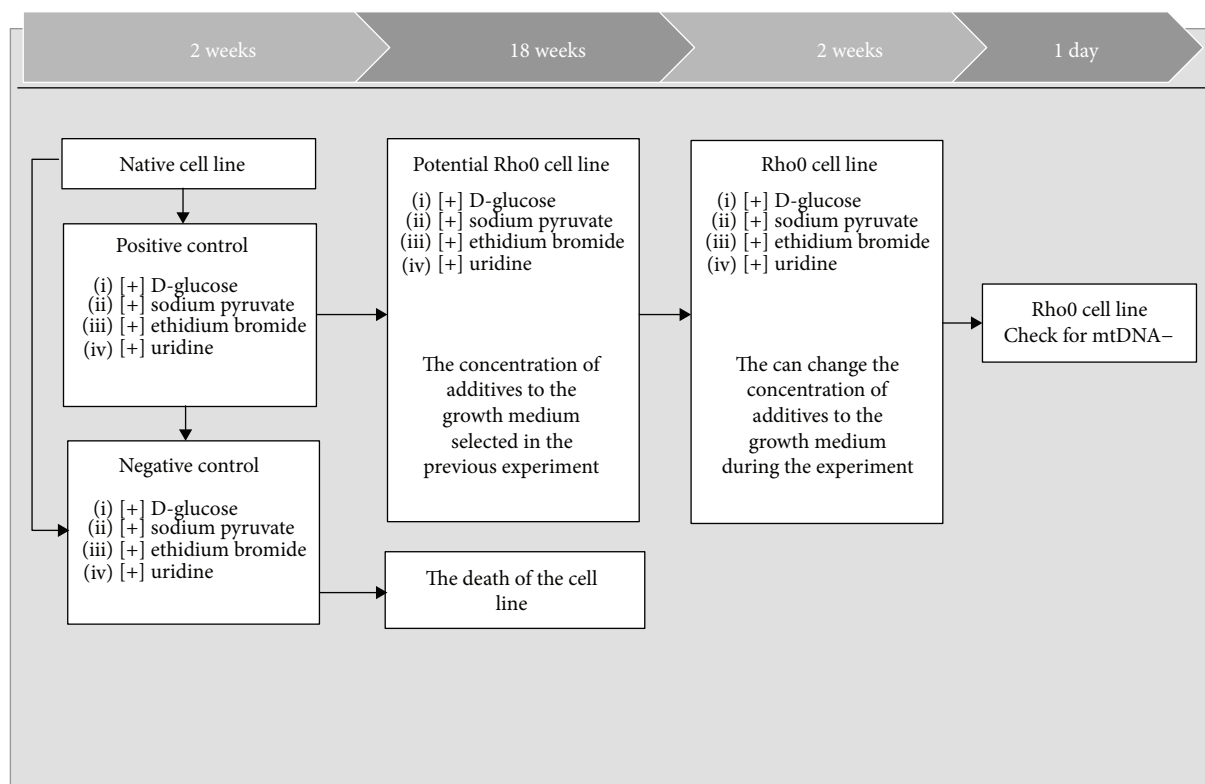 2 weeks
18 weeks
2 weeks
1 day
Native cell line
Positive control
(i) [+] D-glucose
(ii) [+] sodium pyruvate
(iii) [+] ethidium bromide
(iv) [+] uridine
Negative control
(i) [+] D-glucose
(ii) [+] sodium pyruvate
(iii) [+] ethidium bromide
(iv) [+] uridine
Potential Rho0 cell line
(i) [+] D-glucose
(ii) [+] sodium pyruvate
(iii) [+] ethidium bromide
(iv) [+] uridine
The concentration of
additives to the
growth medium
selected in the
previous experiment
The death of the cell
line
Rho0 cell line
(i) [+] D-glucose
(ii) [+] sodium pyruvate
(iii) [+] ethidium bromide
(iv) [+] uridine
The can change the
concentration of
additives to the
growth medium
during the experiment
Rho0 cell line
Check for mtDNA−